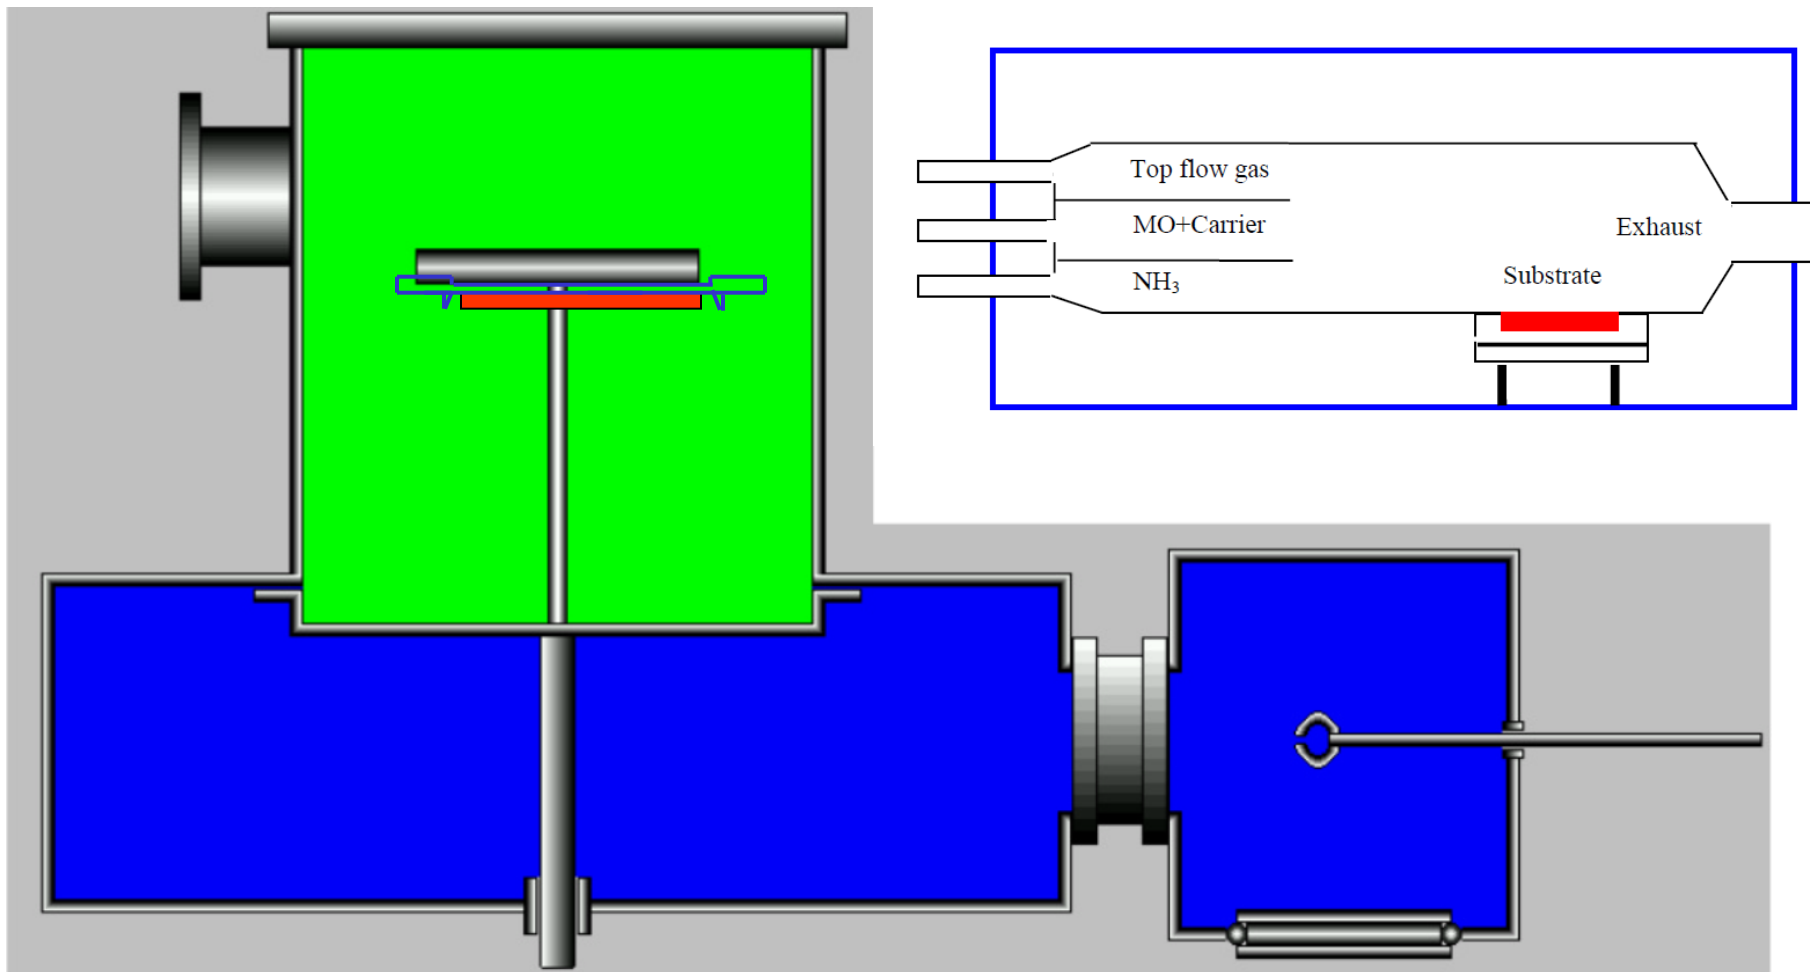 Top flow gas
MO+Carrier
Exhaust
NH₃
Substrate